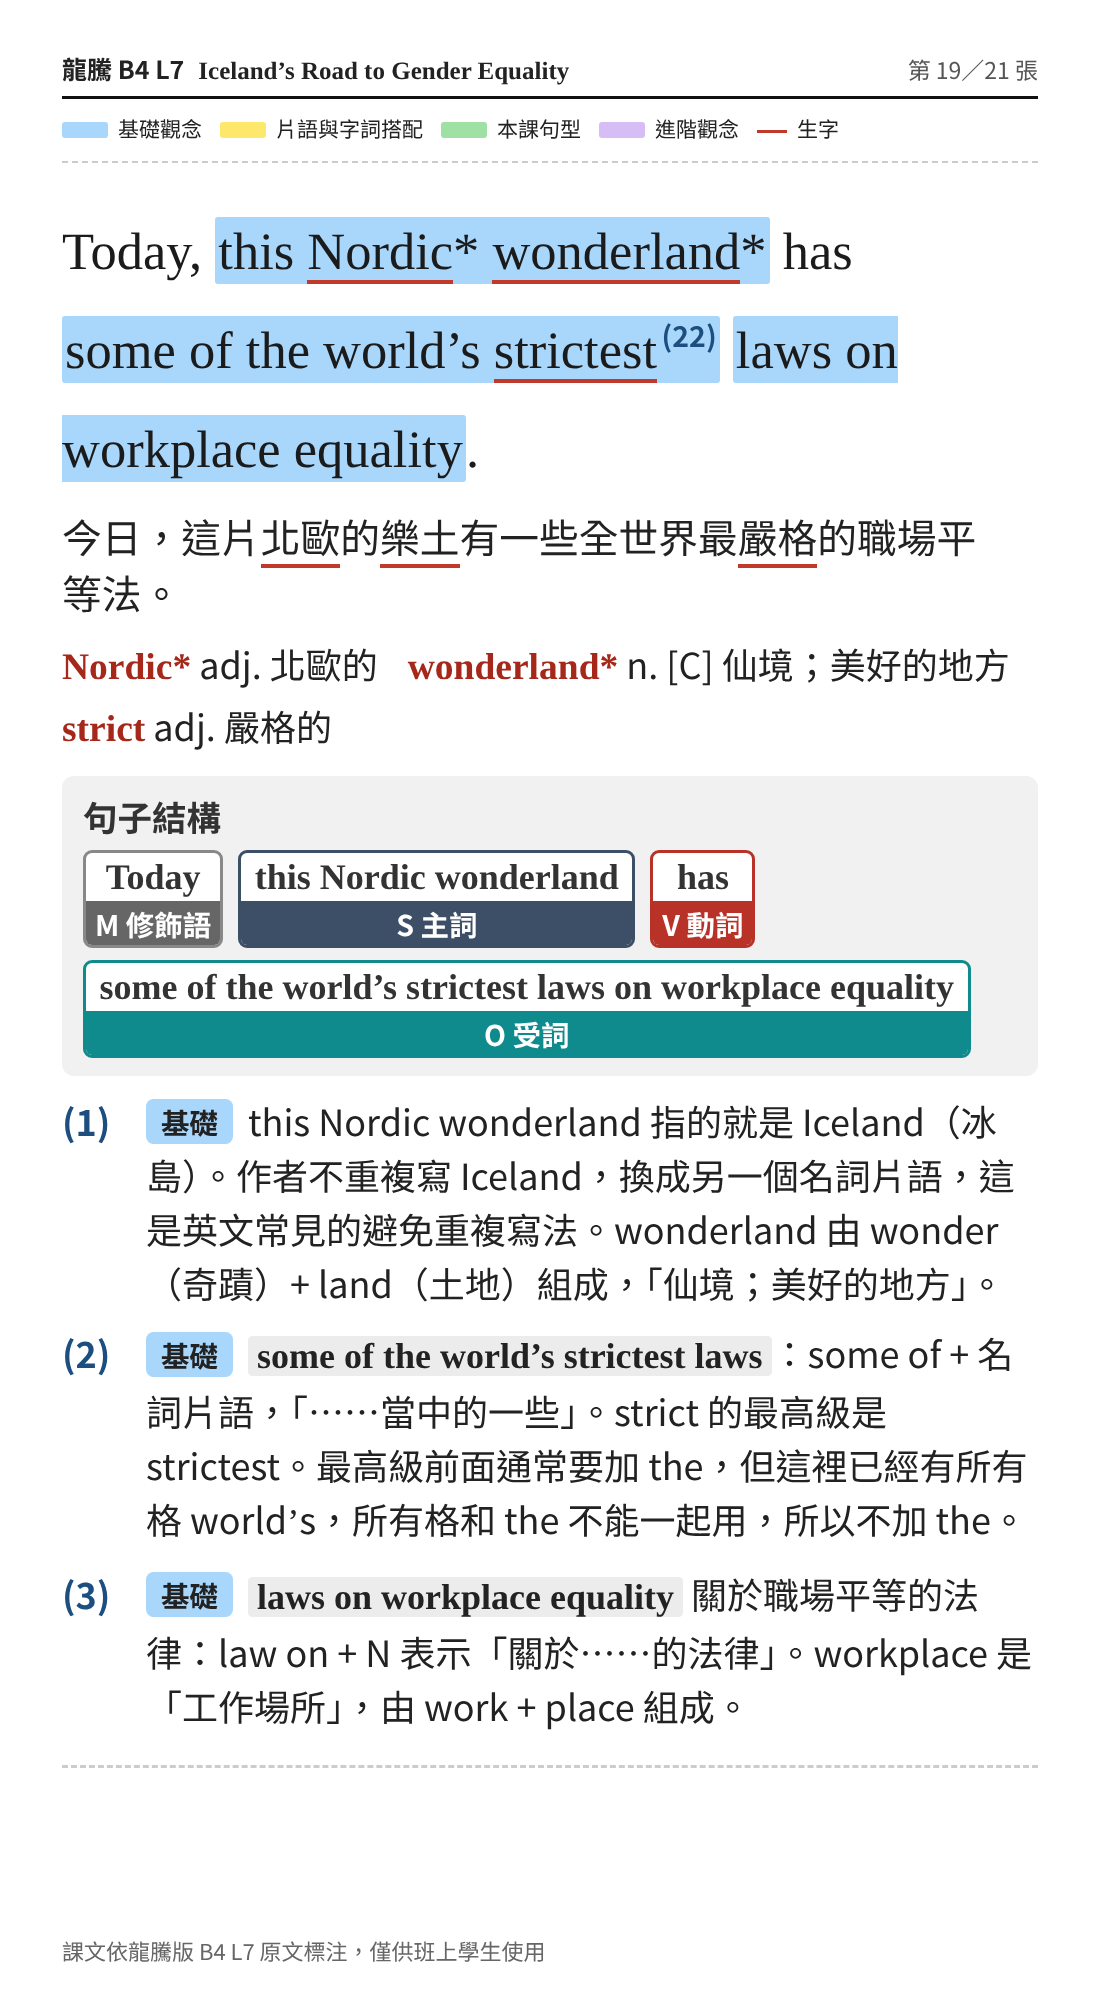 龍騰 B4 L7 Iceland’s Road to Gender Equality 第 19／21 張
基礎觀念 片語與字詞搭配 本課句型 進階觀念 生字
Today, this Nordic* wonderland* has
some of the world’s strictest(22) laws on
workplace equality.
今日，這片北歐的樂土有一些全世界最嚴格的職場平
等法。
Nordic* adj. 北歐的 wonderland* n. [C] 仙境；美好的地方
strict adj. 嚴格的
句子結構
Today this Nordic wonderland has
M 修飾語 S 主詞 V 動詞
some of the world’s strictest laws on workplace equality
O 受詞
(1) 基礎 this Nordic wonderland 指的就是 Iceland（冰
島）。作者不重複寫 Iceland，換成另一個名詞片語，這
是英文常見的避免重複寫法。wonderland 由 wonder
（奇蹟）+ land（土地）組成，「仙境；美好的地方」。
(2) 基礎 some of the world’s strictest laws：some of + 名
詞片語，「……當中的一些」。strict 的最高級是
strictest。最高級前面通常要加 the，但這裡已經有所有
格 world’s，所有格和 the 不能一起用，所以不加 the。
(3) 基礎 laws on workplace equality 關於職場平等的法
律：law on + N 表示「關於……的法律」。workplace 是
「工作場所」，由 work + place 組成。
課文依龍騰版 B4 L7 原文標注，僅供班上學生使用